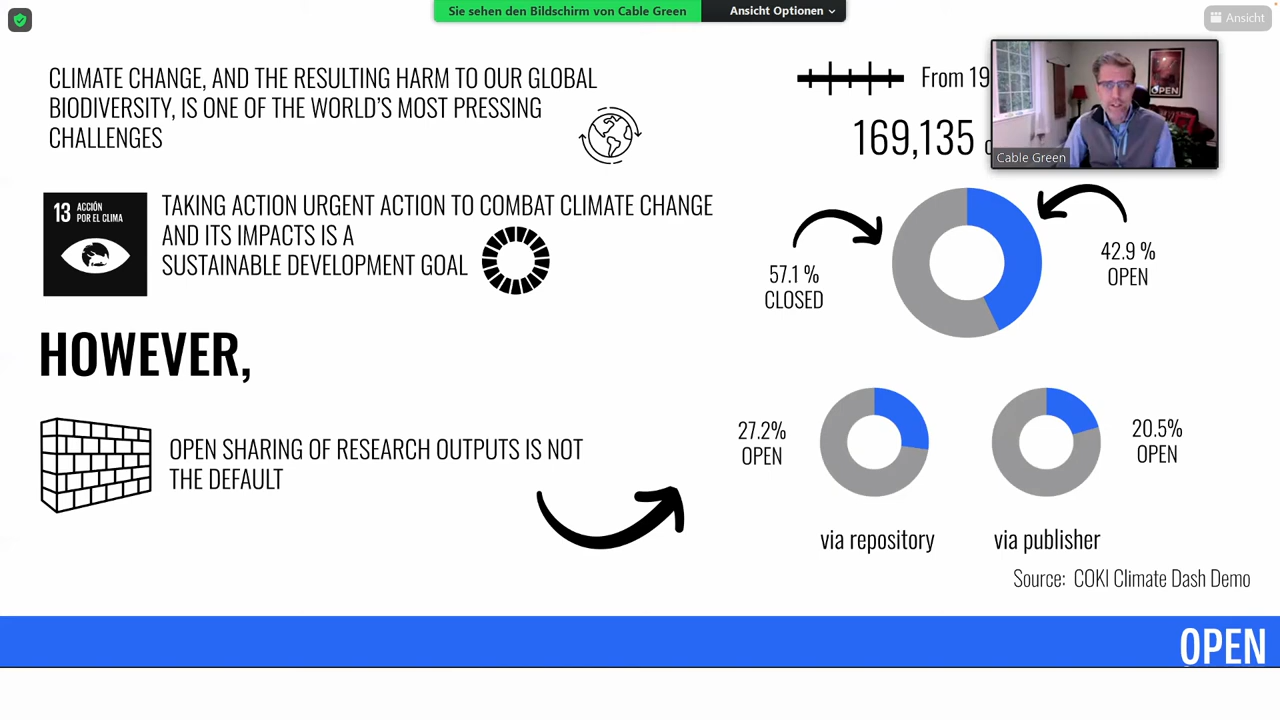 Sie sehen den Bildschirm von Cable Green
Ansicht Optionen
Ansicht
CLIMATE CHANGE, AND THE RESULTING HARM TO OUR GLOBAL
BIODIVERSITY, IS ONE OF THE WORLD'S MOST PRESSING
CHALLENGES
13 ACCIÓN
POR EL CLIMA
TAKING ACTION URGENT ACTION TO COMBAT CLIMATE CHANGE
AND ITS IMPACTS IS A
SUSTAINABLE DEVELOPMENT GOAL
HOWEVER,
OPEN SHARING OF RESEARCH OUTPUTS IS NOT
THE DEFAULT
From 19
169,135
OPEN
Cable Green
57.1 %
CLOSED
42.9 %
OPEN
27.2%
OPEN
20.5%
OPEN
via repository
via publisher
Source: COKI Climate Dash Demo
OPEN